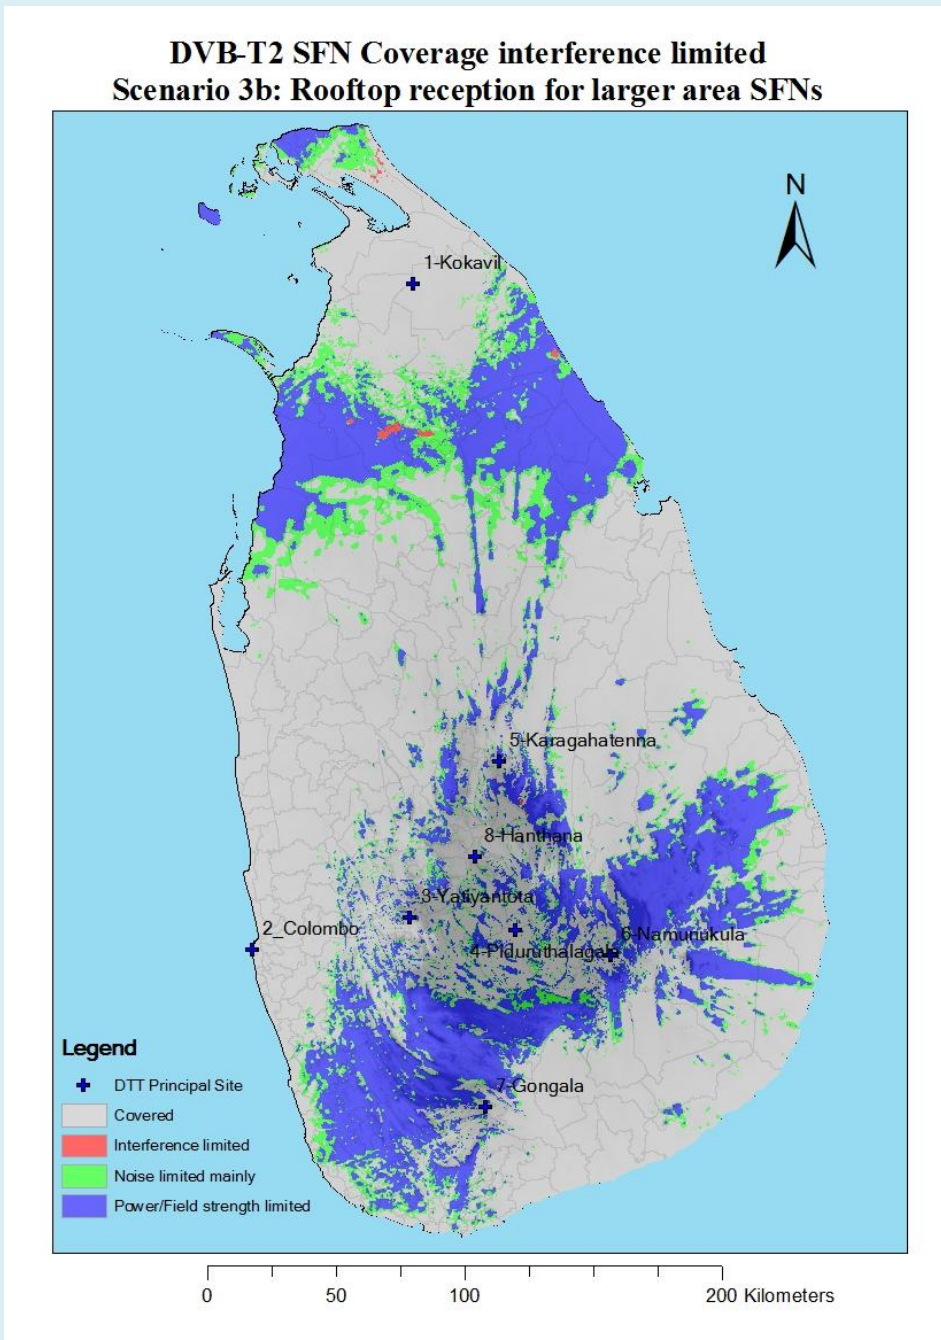 DVB-T2 SFN Coverage interference limited
Scenario 3b: Rooftop reception for larger area SFNs
N
1-Kokavil
5-Karagahatenna
8-Hanthana
3-Yatiyantota
2_Colombo
6-Namunukula
4-Piduruthalagala
7-Gongala
Legend
DTT Principal Site
Covered
Interference limited
Noise limited mainly
Power/Field strength limited
0 50 100 200 Kilometers